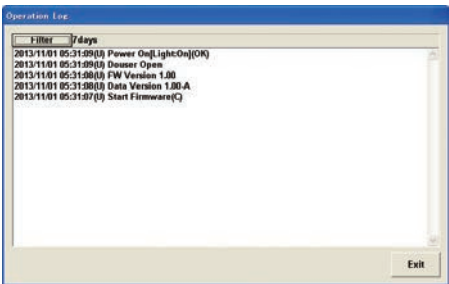 Operation Log
Filter 7days
2013/11/01 05:31:09(U) Power On[Light:On](OK)
2013/11/01 05:31:09(U) Douser Open
2013/11/01 05:31:08(U) FW Version 1.00
2013/11/01 05:31:08(U) Data Version 1.00-A
2013/11/01 05:31:07(U) Start Firmware(C)
Exit